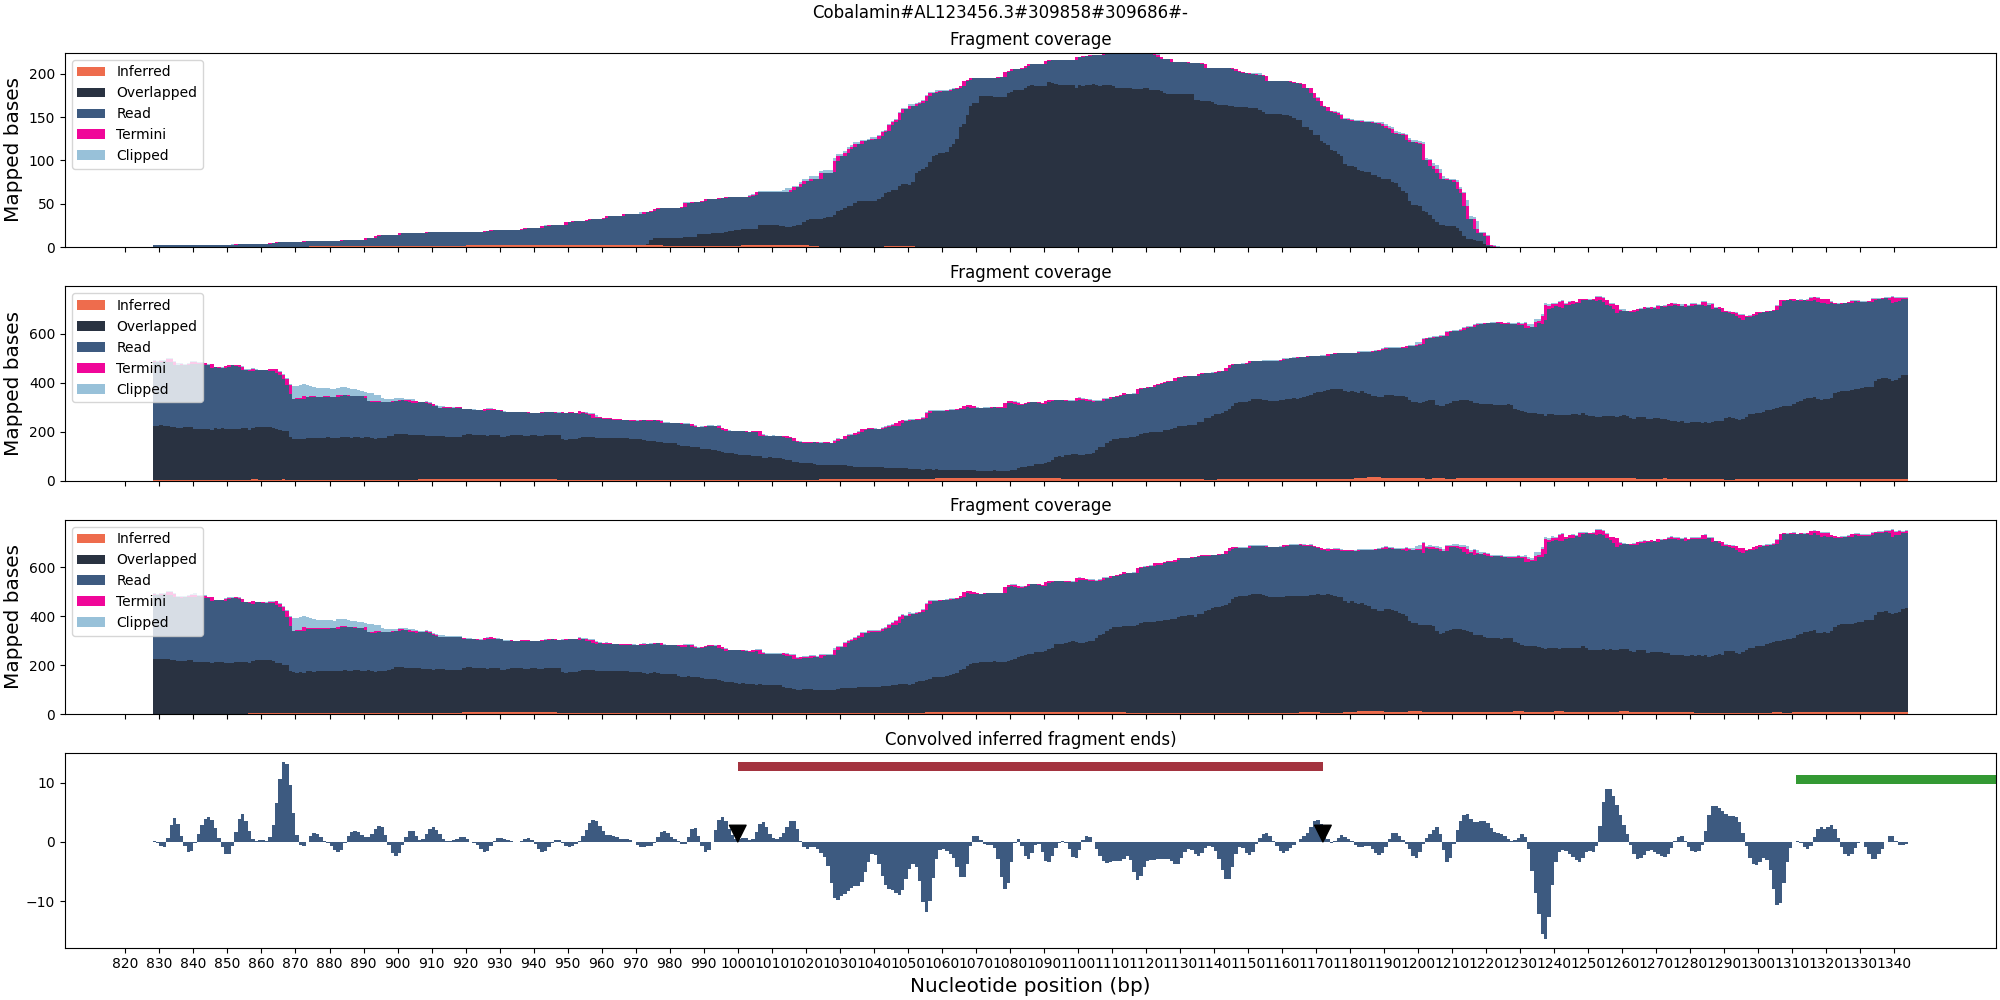 Cobalamin#AL123456.3#309858#309686#-
Fragment coverage
Mapped bases
200
150
100
50
0
Inferred
Overlapped
Read
Termini
Clipped
Fragment coverage
Mapped bases
600
400
200
0
Inferred
Overlapped
Read
Termini
Clipped
Fragment coverage
Mapped bases
600
400
200
0
Inferred
Overlapped
Read
Termini
Clipped
Convolved inferred fragment ends)
10
0
−10
820 830 840 850 860 870 880 890 900 910 920 930 940 950 960 970 980 990 1000 1010 1020 1030 1040 1050 1060 1070 1080 1090 1100 1110 1120 1130 1140 1150 1160 1170 1180 1190 1200 1210 1220 1230 1240 1250 1260 1270 1280 1290 1300 1310 1320 1330 1340
Nucleotide position (bp)